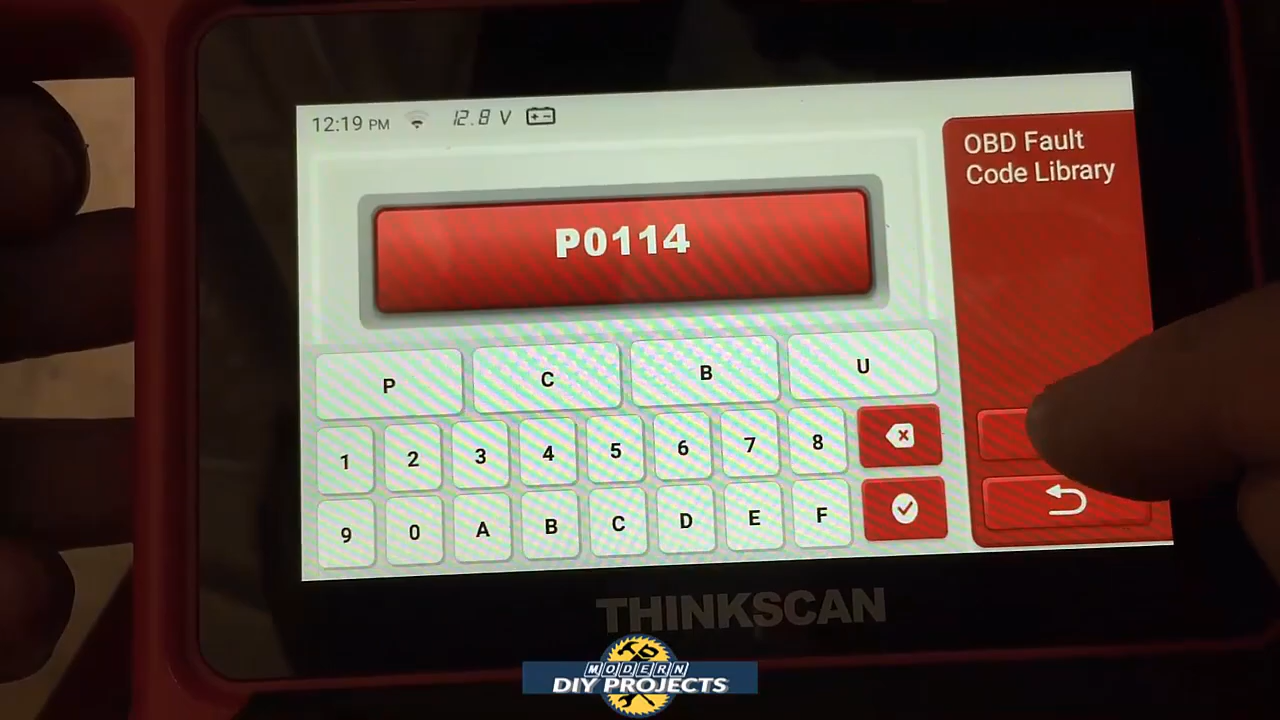 12:19 PM 12.8 V
OBD Fault
Code Library
P0114
P C B U
1 2 3 4 5 6 7 8
9 0 A B C D E F
THINKSCAN
MODERN
DIY PROJECTS